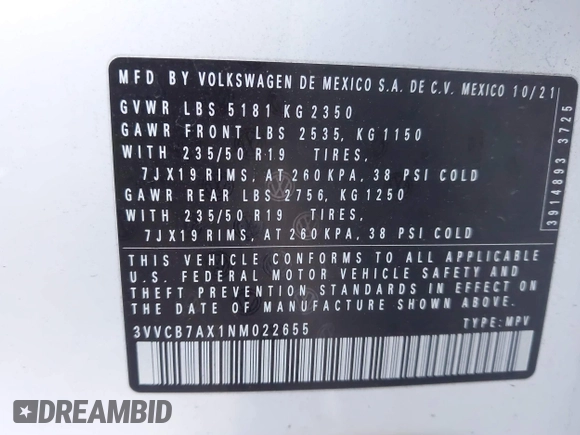 MFD BY VOLKSWAGEN DE MEXICO S.A. DE C.V. MEXICO 10/21
GVWR LBS 5181 KG 2350
GAWR FRONT LBS 2535, KG 1150
WITH 235/50 R19 TIRES,
7JX19 RIMS, AT 260 KPA, 38 PSI COLD
GAWR REAR LBS 2756, KG 1250
WITH 235/50 R19 TIRES,
7JX19 RIMS, AT 260 KPA, 38 PSI COLD
THIS VEHICLE CONFORMS TO ALL APPLICABLE
U.S. FEDERAL MOTOR VEHICLE SAFETY AND
THEFT PREVENTION STANDARDS IN EFFECT ON
THE DATE OF MANUFACTURE SHOWN ABOVE.
3VVCB7AX1NM022655 TYPE: MPV
3914893 3725
DREAMBID